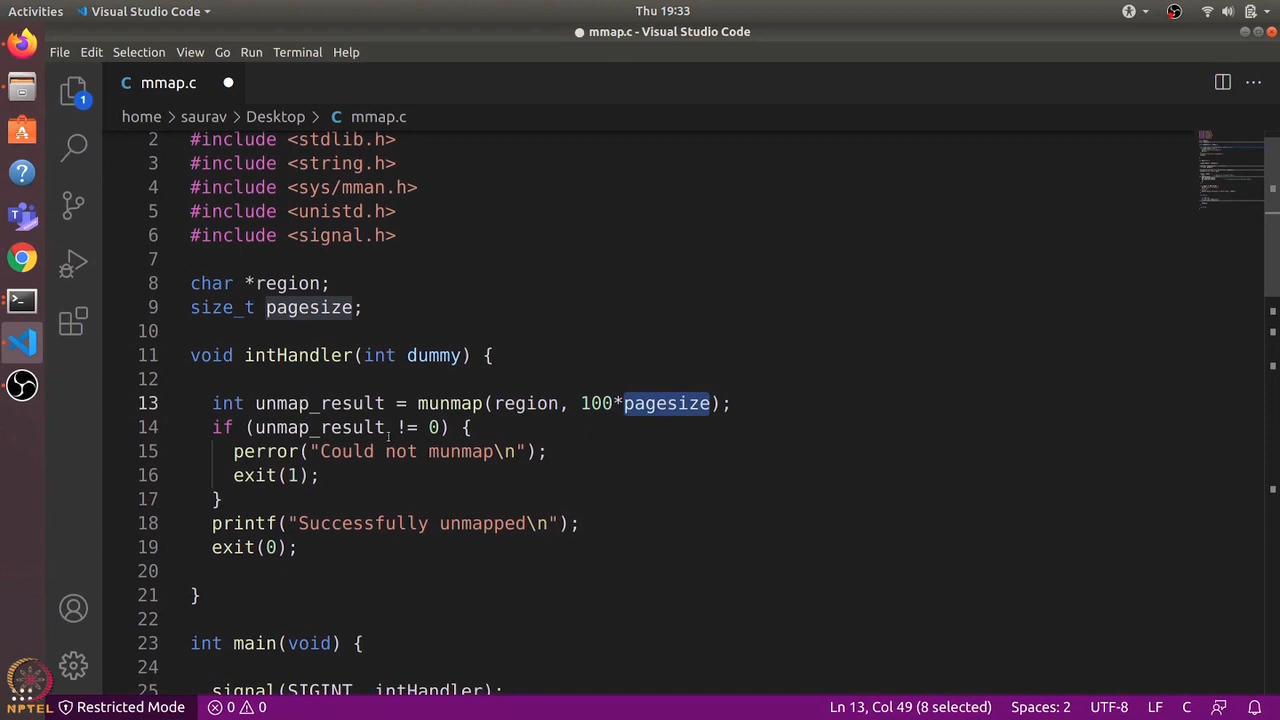 Activities Visual Studio Code Thu 19:33
mmap.c - Visual Studio Code
File Edit Selection View Go Run Terminal Help
C mmap.c
home > saurav > Desktop > C mmap.c
2 #include <stdlib.h>
3 #include <string.h>
4 #include <sys/mman.h>
5 #include <unistd.h>
6 #include <signal.h>
7
8 char *region;
9 size_t pagesize;
10
11 void intHandler(int dummy) {
12
13 int unmap_result = munmap(region, 100*pagesize);
14 if (unmap_result != 0) {
15 perror("Could not munmap\n");
16 exit(1);
17 }
18 printf("Successfully unmapped\n");
19 exit(0);
20
21 }
22
23 int main(void) {
24
25 signal(SIGINT, intHandler);
1
NPTEL
Restricted Mode 0 0 Ln 13, Col 49 (8 selected) Spaces: 2 UTF-8 LF C